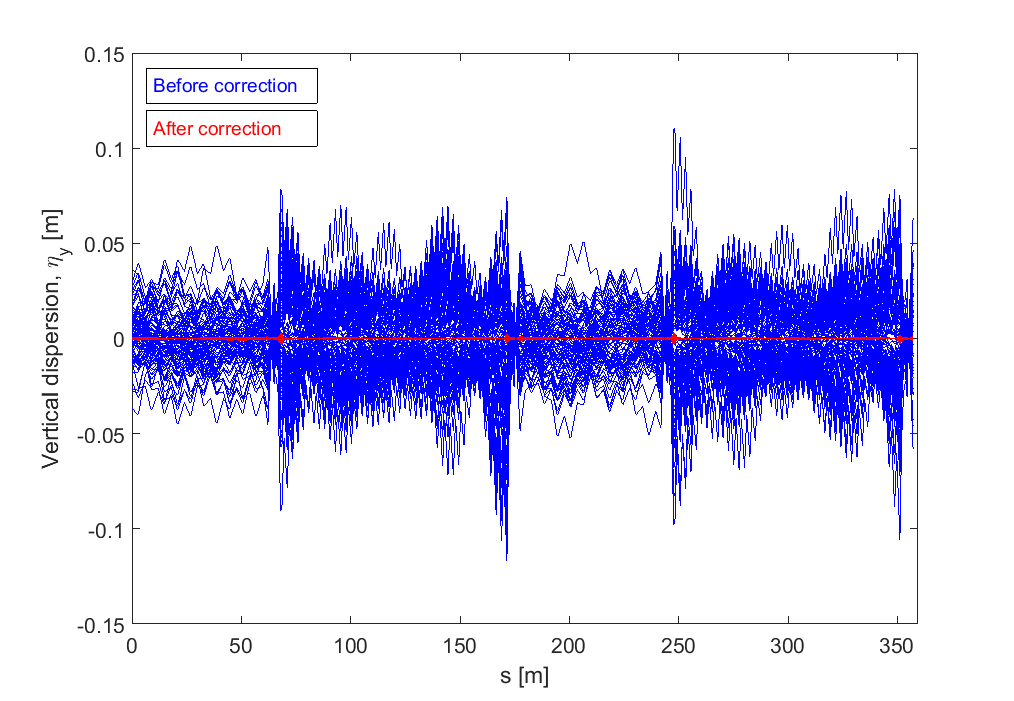 Before correction
After correction
0.15
0.1
0.05
0
-0.05
-0.1
-0.15
Vertical dispersion, η_y [m]
0 50 100 150 200 250 300 350
s [m]